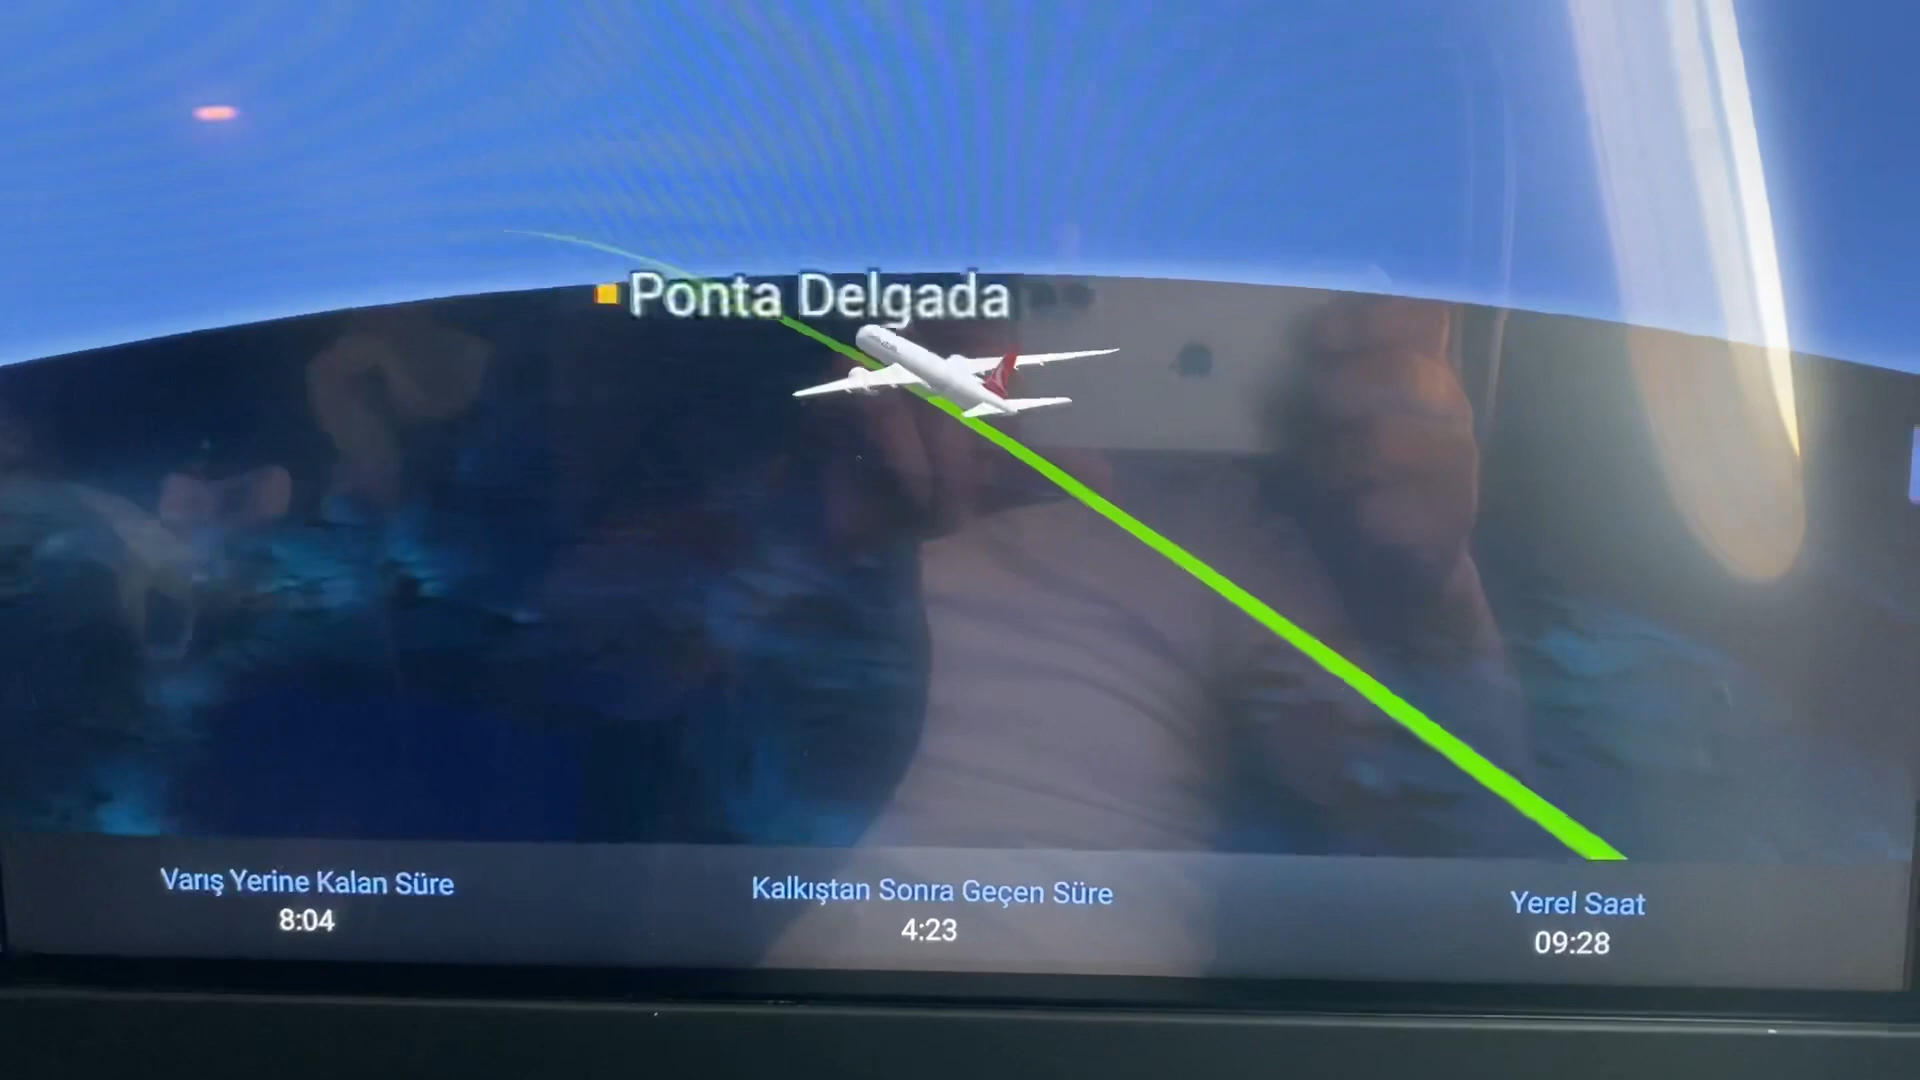 Ponta Delgada
Varış Yerine Kalan Süre
8:04
Kalkıştan Sonra Geçen Süre
4:23
Yerel Saat
09:28